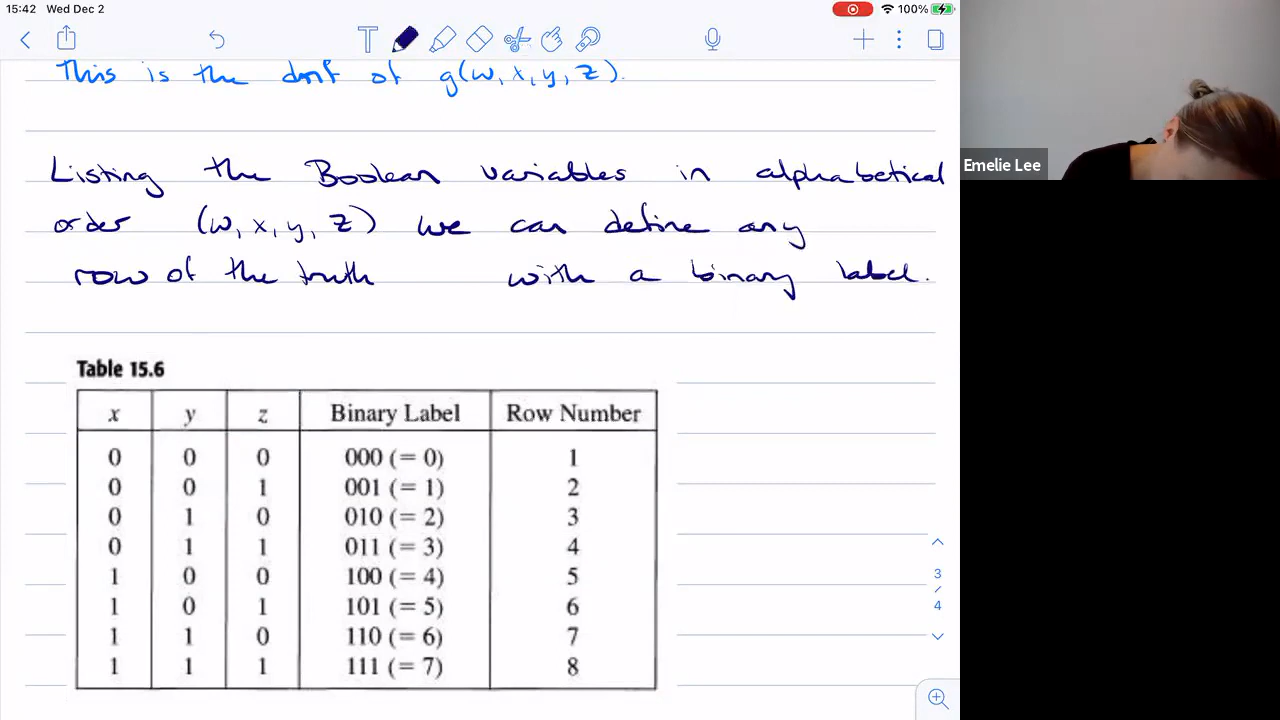 15:42 Wed Dec 2
100%
This is the dnf of g(w, x, y, z).
Listing the Boolean variables in alphabetical
order (w, x, y, z) we can define any
row of the truth with a binary label.
Table 15.6
x y z Binary Label Row Number
0 0 0 000 (= 0) 1
0 0 1 001 (= 1) 2
0 1 0 010 (= 2) 3
0 1 1 011 (= 3) 4
1 0 0 100 (= 4) 5
1 0 1 101 (= 5) 6
1 1 0 110 (= 6) 7
1 1 1 111 (= 7) 8
3
/
4
Emelie Lee